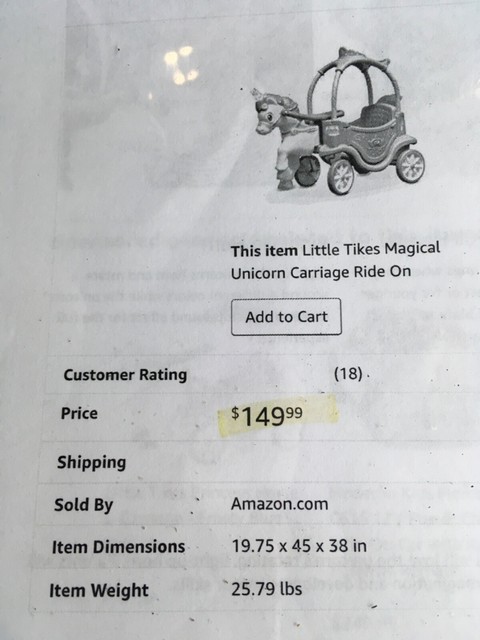 This item Little Tikes Magical
Unicorn Carriage Ride On
Add to Cart
Customer Rating (18)
Price $149⁹⁹
Shipping
Sold By Amazon.com
Item Dimensions 19.75 x 45 x 38 in
Item Weight 25.79 lbs